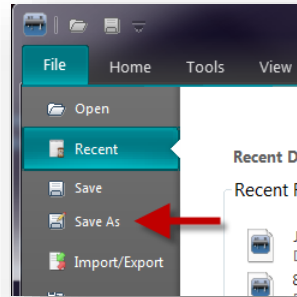 File Home Tools View
Open
Recent
Recent D
Save
Recent F
Save As
Import/Export